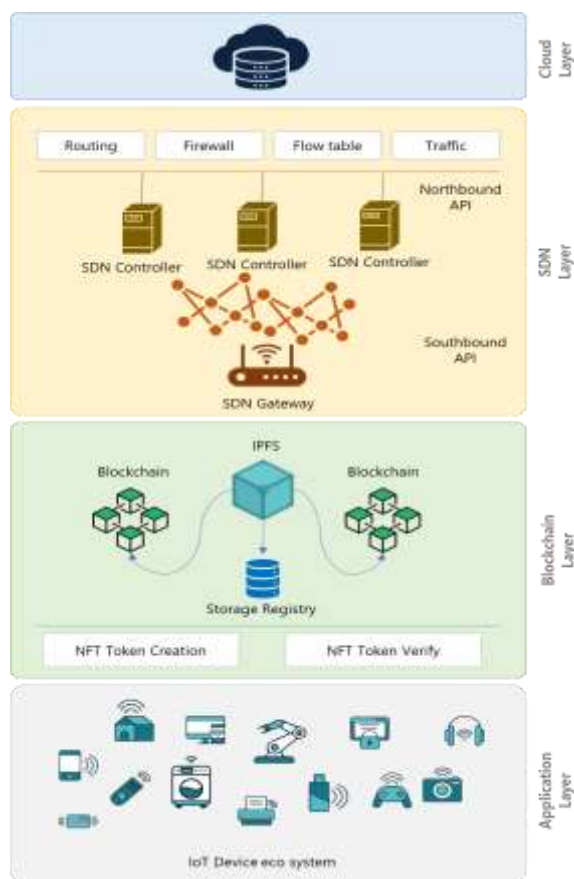 Cloud
Layer
Routing
Firewall
Flow table
Traffic
Northbound
API
SDN Controller
SDN Controller
SDN Controller
SDN
Layer
Southbound
API
SDN Gateway
IPFS
Blockchain
Blockchain
Storage Registry
Blockchain
Layer
NFT Token Creation
NFT Token Verify
Application
Layer
IoT Device eco system